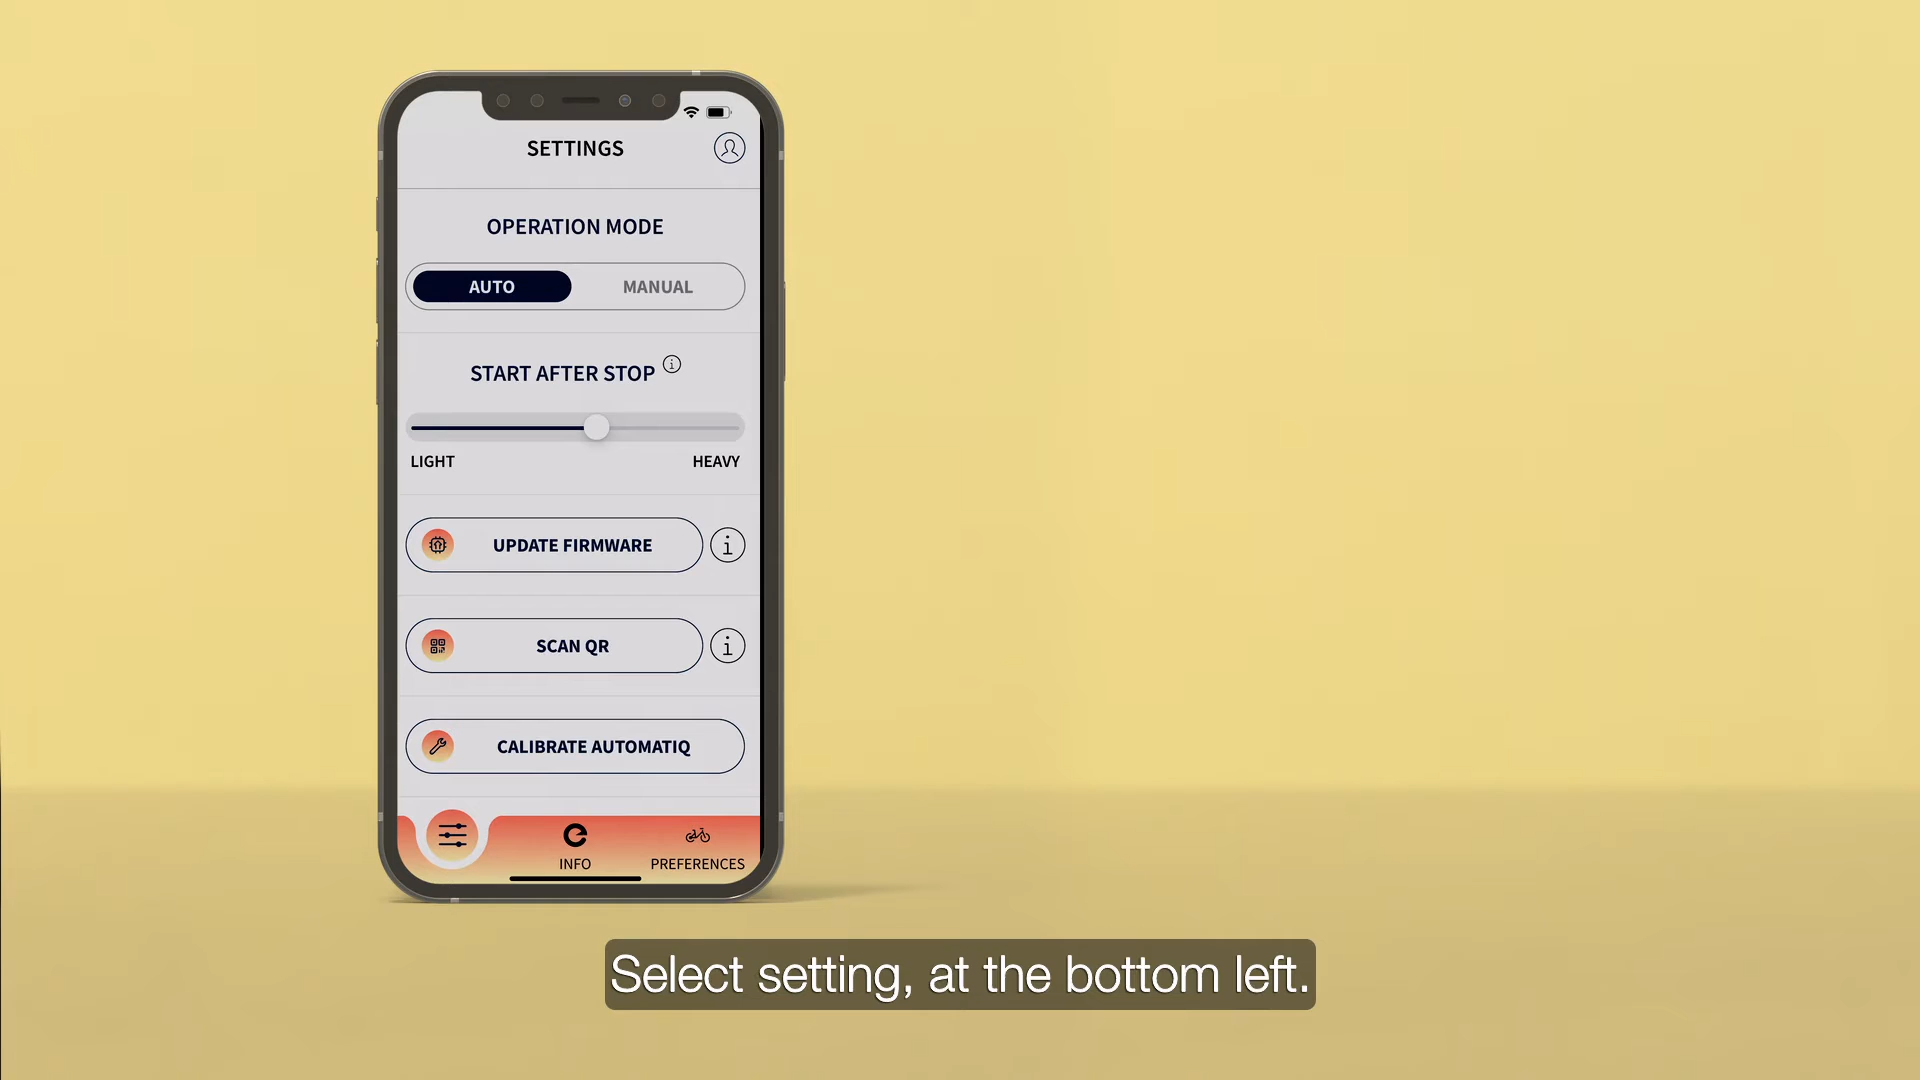 SETTINGS
OPERATION MODE
AUTO
MANUAL
START AFTER STOP
LIGHT
HEAVY
UPDATE FIRMWARE
SCAN QR
CALIBRATE AUTOMATIQ
INFO
PREFERENCES
Select setting, at the bottom left.